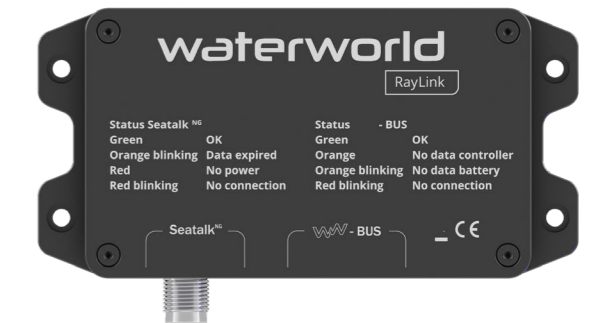 waterworld
RayLink
Status Seatalk NG
Green OK
Orange blinking Data expired
Red No power
Red blinking No connection
Status - BUS
Green OK
Orange No data controller
Orange blinking No data battery
Red blinking No connection
Seatalk NG
WW - BUS
CE